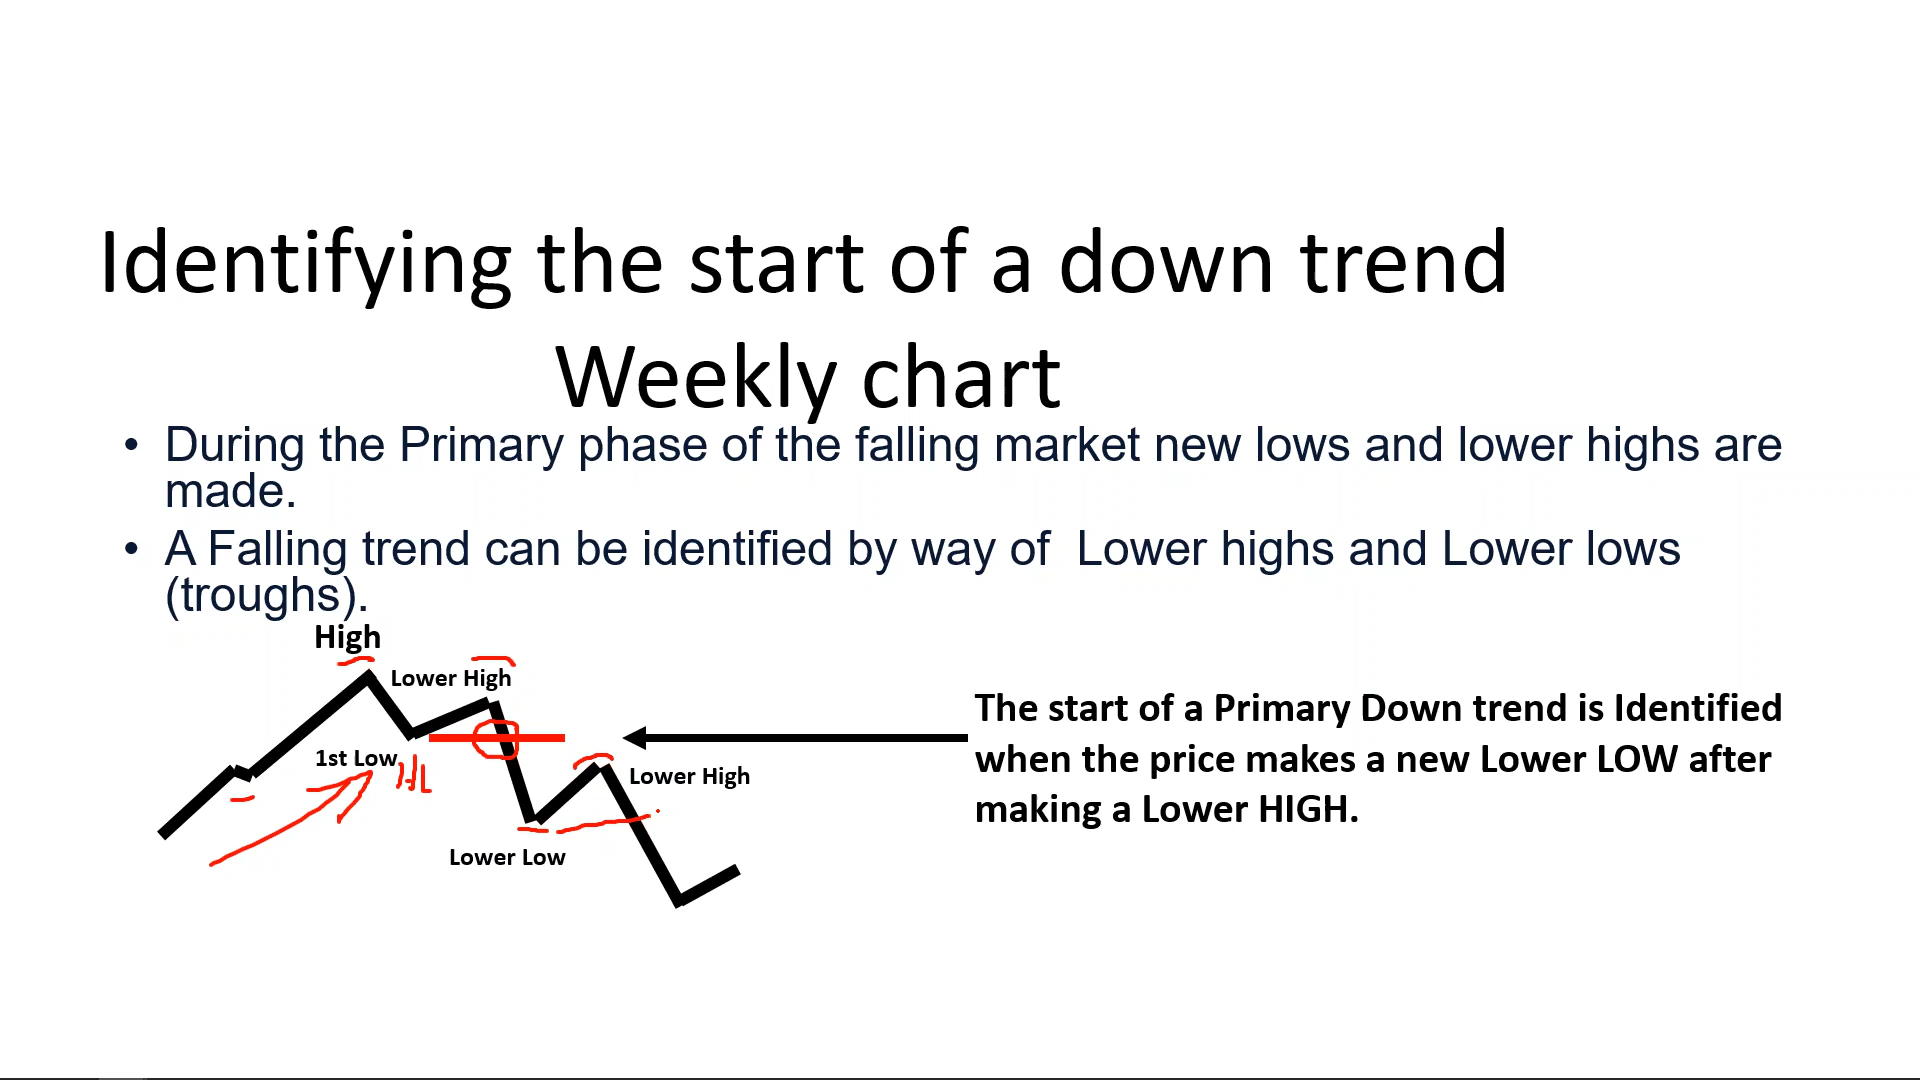 Identifying the start of a down trend
Weekly chart
• During the Primary phase of the falling market new lows and lower highs are
made.
• A Falling trend can be identified by way of  Lower highs and Lower lows
(troughs).
High
Lower High
1st Low
HL
Lower High
Lower Low
The start of a Primary Down trend is Identified
when the price makes a new Lower LOW after
making a Lower HIGH.